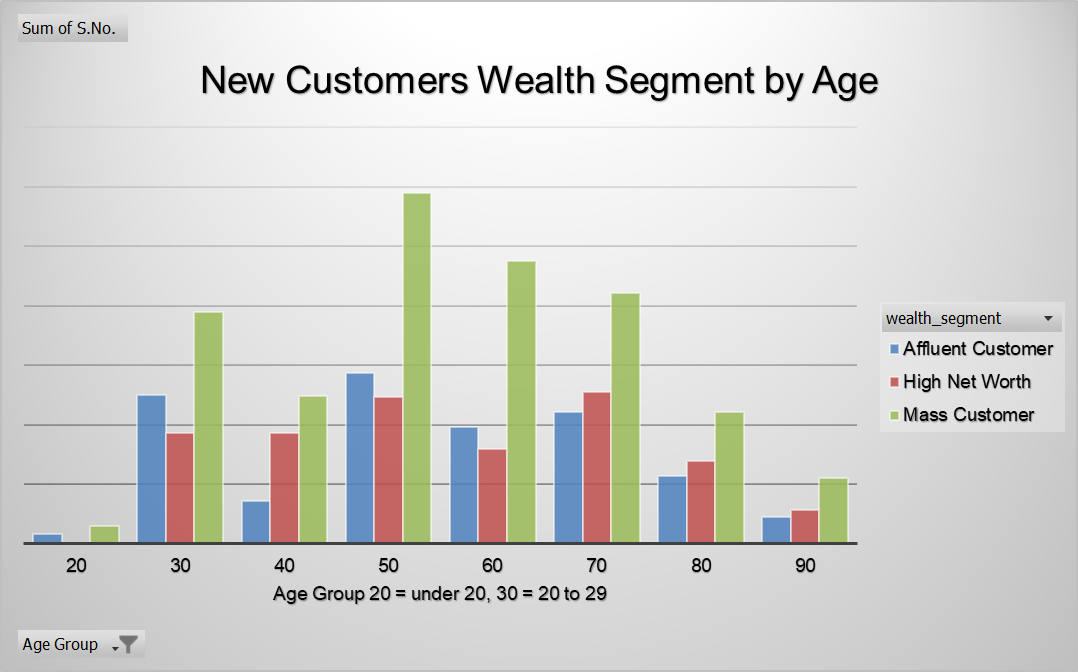 Sum of S.No.
New Customers Wealth Segment by Age
wealth_segment
Affluent Customer
High Net Worth
Mass Customer
20 30 40 50 60 70 80 90
Age Group 20 = under 20, 30 = 20 to 29
Age Group